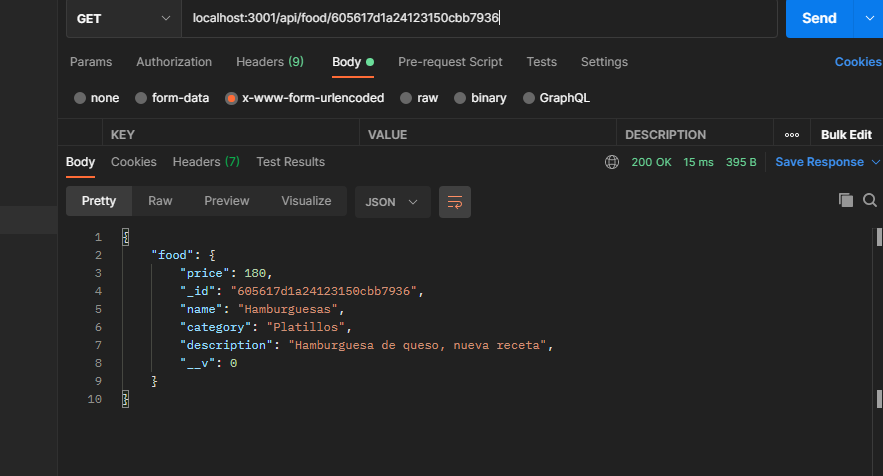 GET localhost:3001/api/food/605617d1a24123150cbb7936 Send
Params Authorization Headers (9) Body Pre-request Script Tests Settings Cookies
none form-data x-www-form-urlencoded raw binary GraphQL
KEY VALUE DESCRIPTION ooo Bulk Edit
Body Cookies Headers (7) Test Results 200 OK 15 ms 395 B Save Response
Pretty Raw Preview Visualize JSON
1 {
2 "food": {
3 "price": 180,
4 "_id": "605617d1a24123150cbb7936",
5 "name": "Hamburguesas",
6 "category": "Platillos",
7 "description": "Hamburguesa de queso, nueva receta",
8 "__v": 0
9 }
10 }